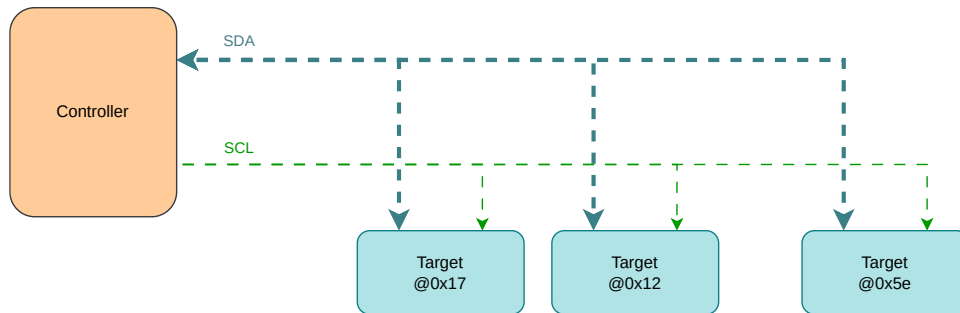 SDA
Controller
SCL
Target
@0x17
Target
@0x12
Target
@0x5e